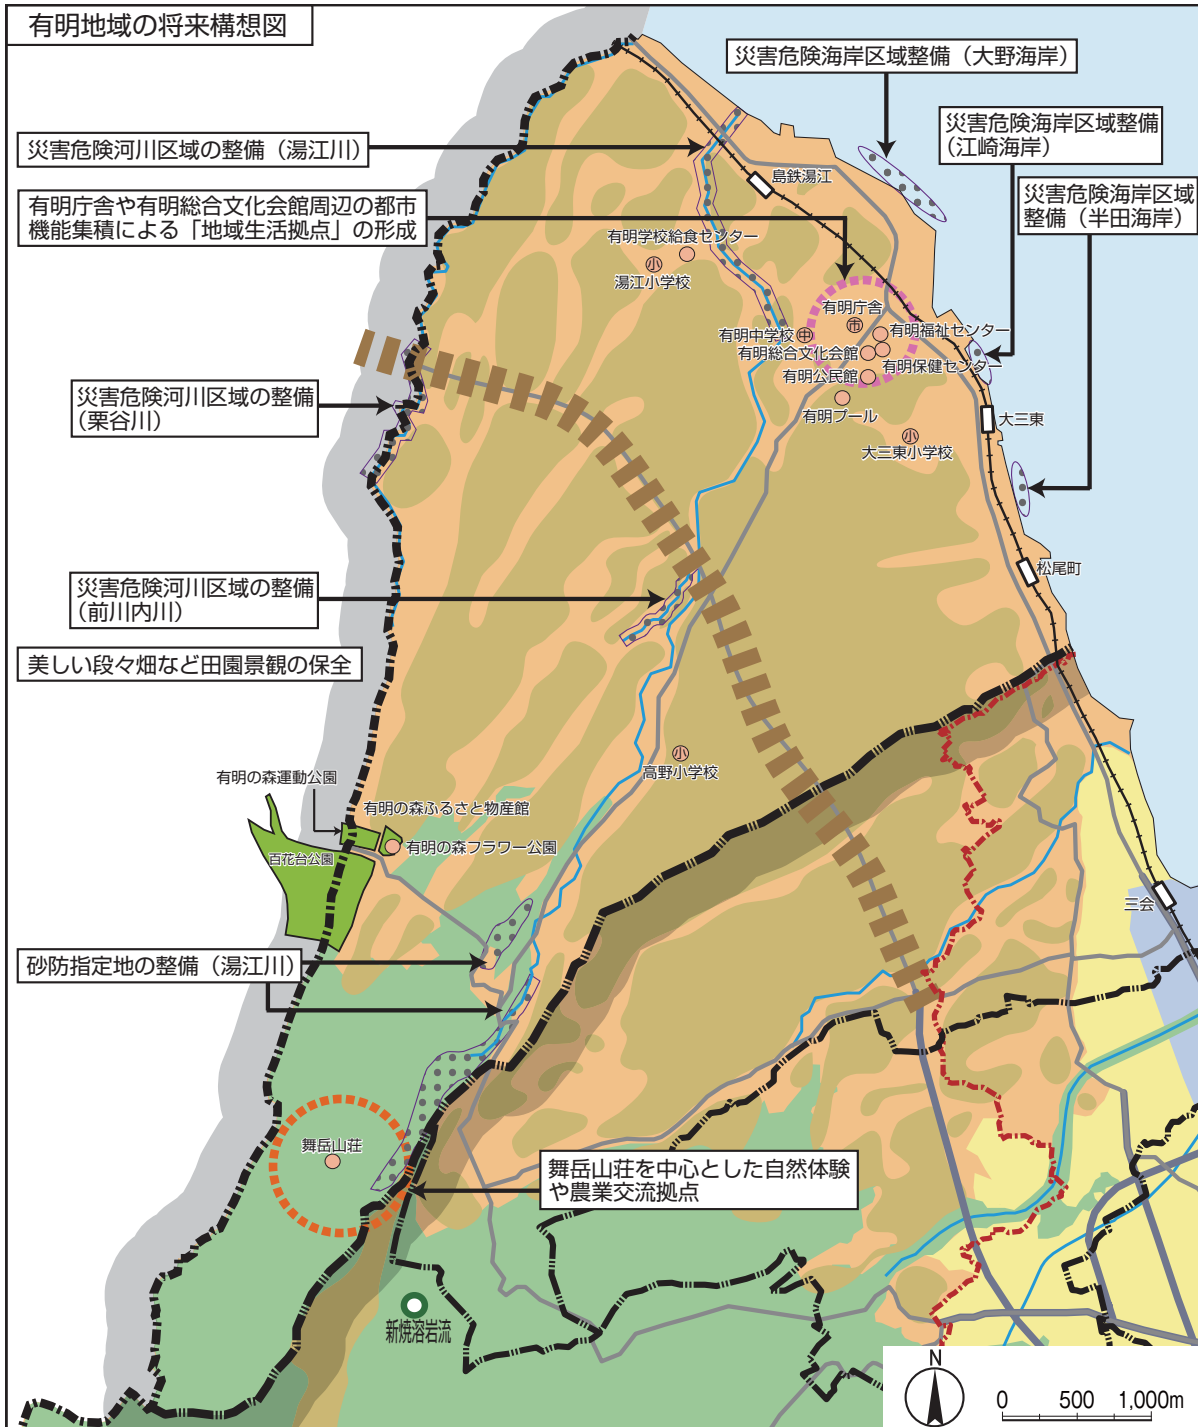 有明地域の将来構想図
災害危険海岸区域整備（大野海岸）
災害危険海岸区域整備
（江崎海岸）
災害危険河川区域の整備（湯江川）
島鉄湯江
災害危険海岸区域
整備（半田海岸）
有明庁舎や有明総合文化会館周辺の都市
機能集積による「地域生活拠点」の形成
有明学校給食センター
小
湯江小学校
有明庁舎
市
有明中学校
中
有明福祉センター
有明総合文化会館
有明保健センター
有明公民館
有明プール
災害危険河川区域の整備
（栗谷川）
大三東
小
大三東小学校
松尾町
災害危険河川区域の整備
（前川内川）
美しい段々畑など田園景観の保全
小
高野小学校
有明の森運動公園
有明の森ふるさと物産館
有明の森フラワー公園
百花台公園
三会
砂防指定地の整備（湯江川）
舞岳山荘
舞岳山荘を中心とした自然体験
や農業交流拠点
新焼溶岩流
N
0 500 1,000m